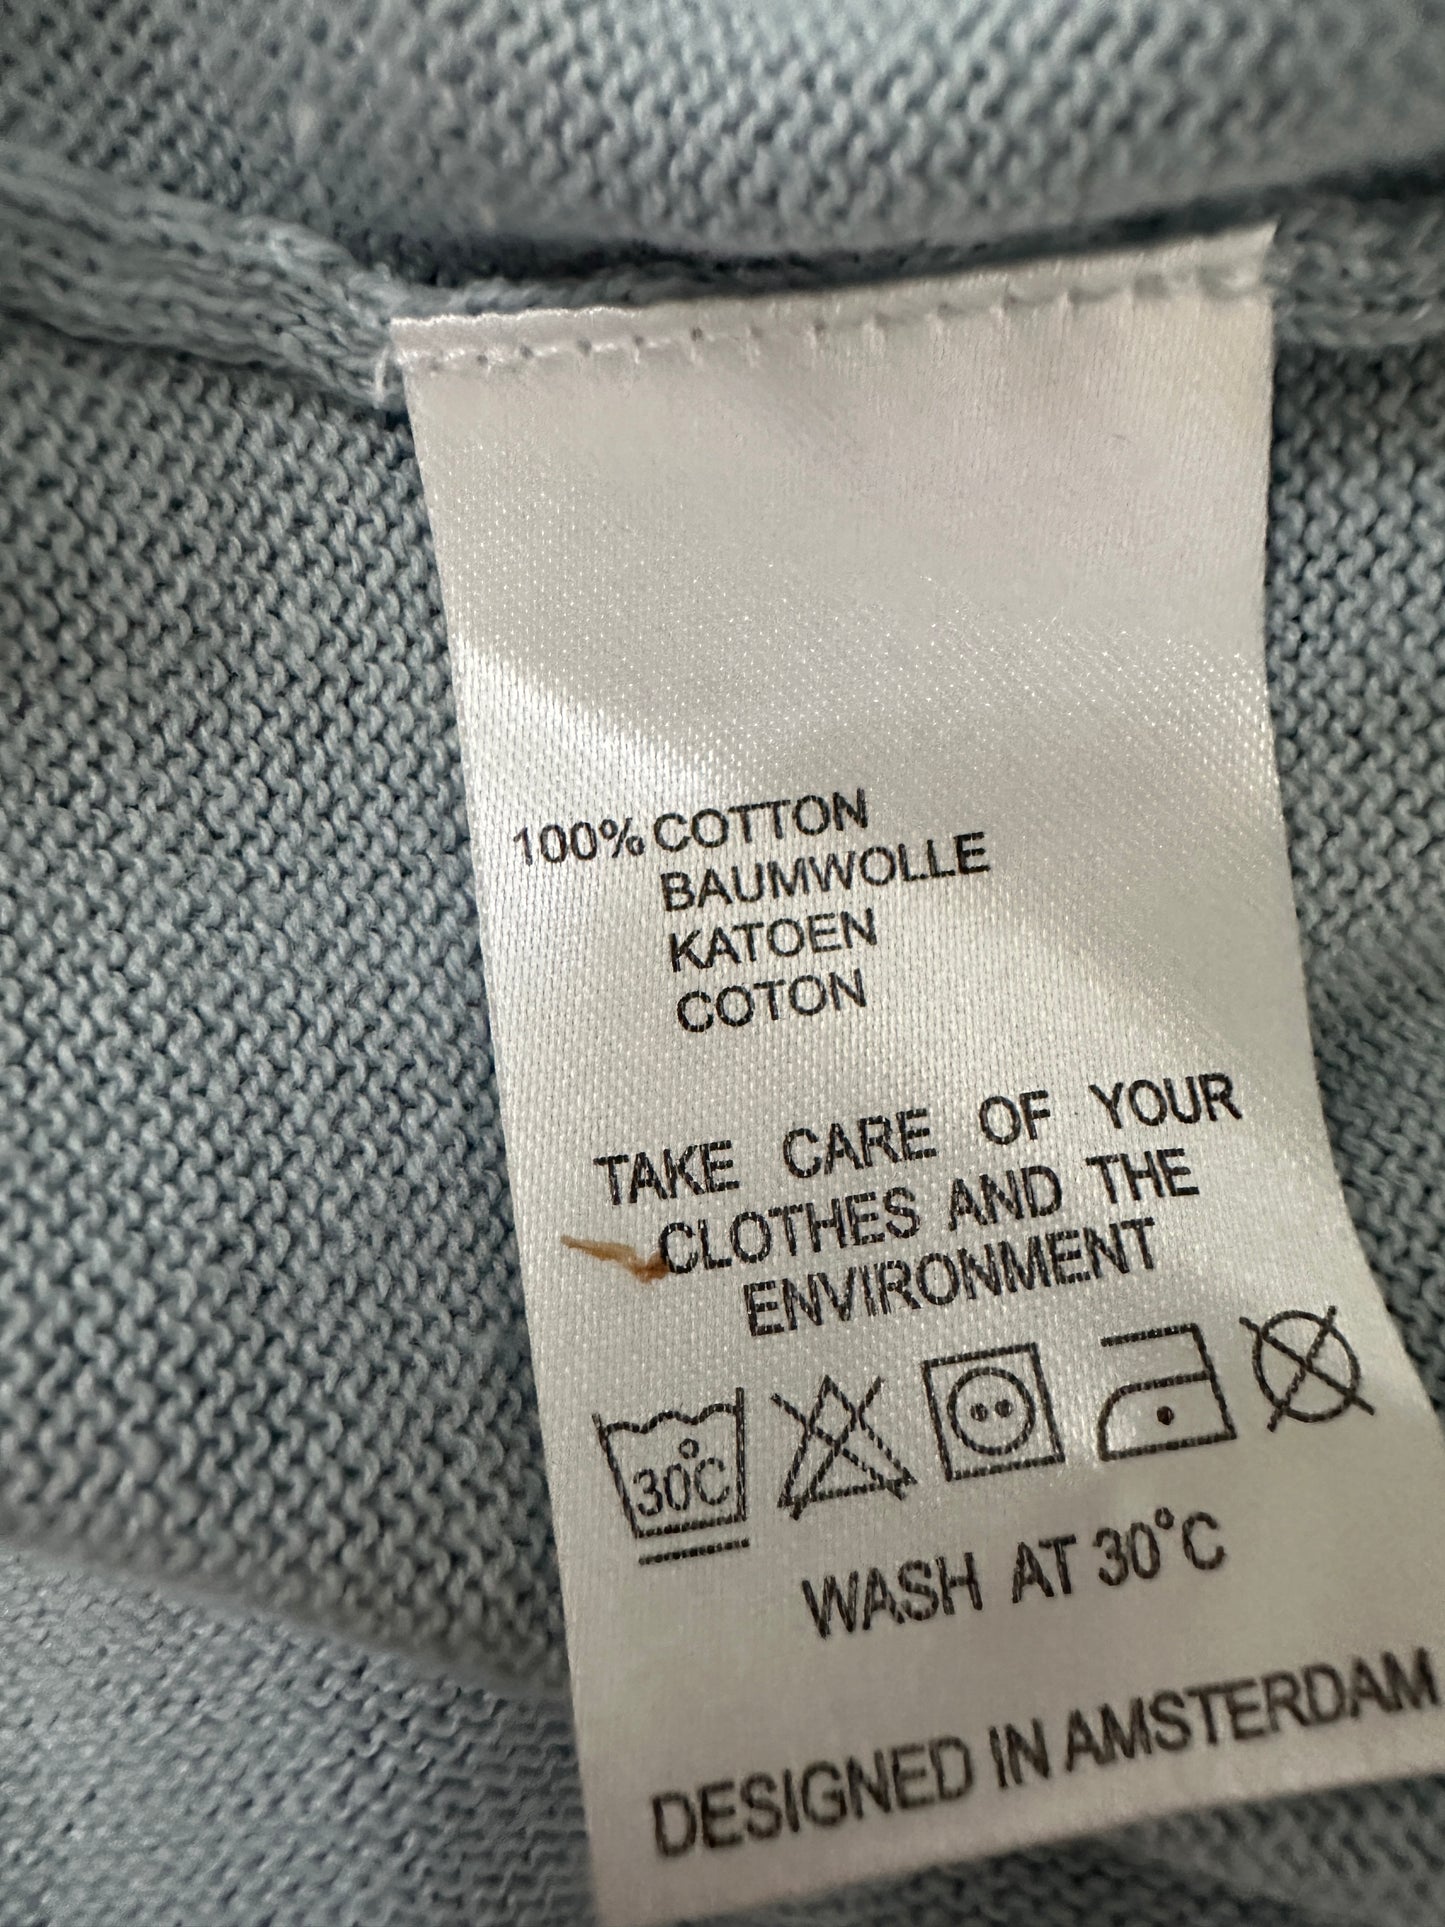 100% COTTON
BAUMWOLLE
KATOEN
COTON
TAKE CARE OF YOUR
CLOTHES AND THE
ENVIRONMENT
30°C
WASH AT 30°C
DESIGNED IN AMSTERDAM